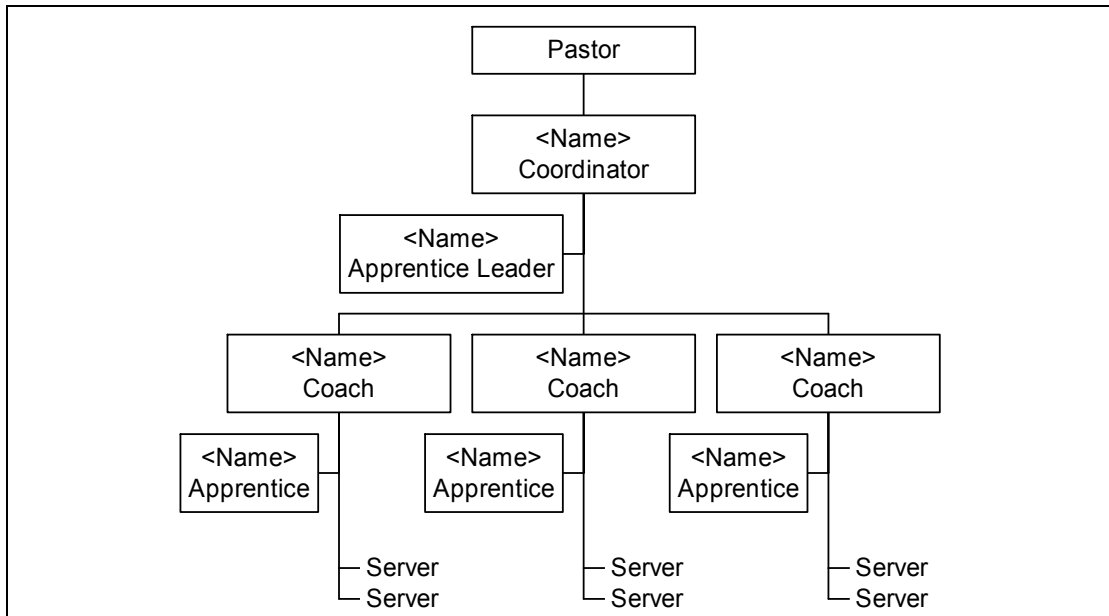 Pastor
<Name>
Coordinator
<Name>
Apprentice Leader
<Name>
Coach
<Name>
Coach
<Name>
Coach
<Name>
Apprentice
<Name>
Apprentice
<Name>
Apprentice
Server
Server
Server
Server
Server
Server